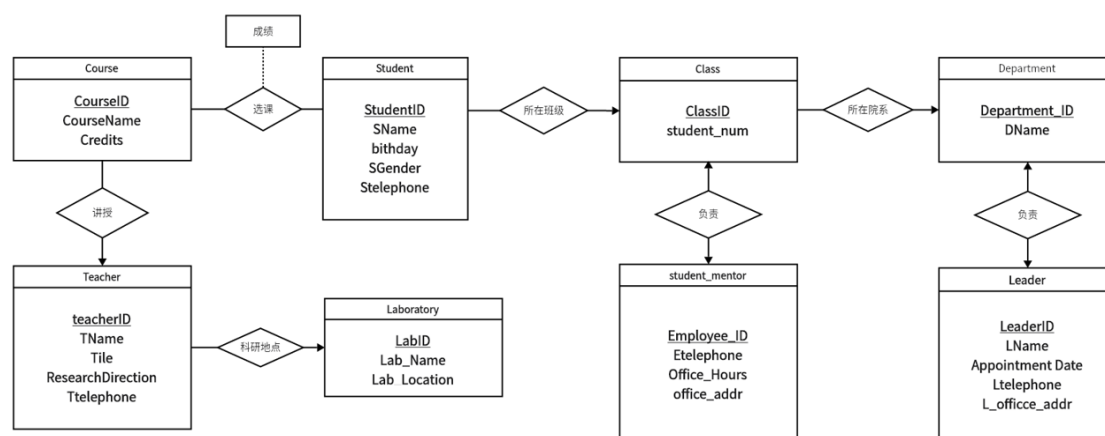 成绩
Course
CourseID
CourseName
Credits
选课
Student
StudentID
SName
bithday
SGender
Stelephone
所在班级
Class
ClassID
student_num
所在院系
Department
Department_ID
DName
讲授
负责
负责
Teacher
teacherID
TName
Tile
ResearchDirection
Ttelephone
科研地点
Laboratory
LabID
Lab_Name
Lab_Location
student_mentor
Employee_ID
Etelephone
Office_Hours
office_addr
Leader
LeaderID
LName
Appointment Date
Ltelephone
L_officce_addr